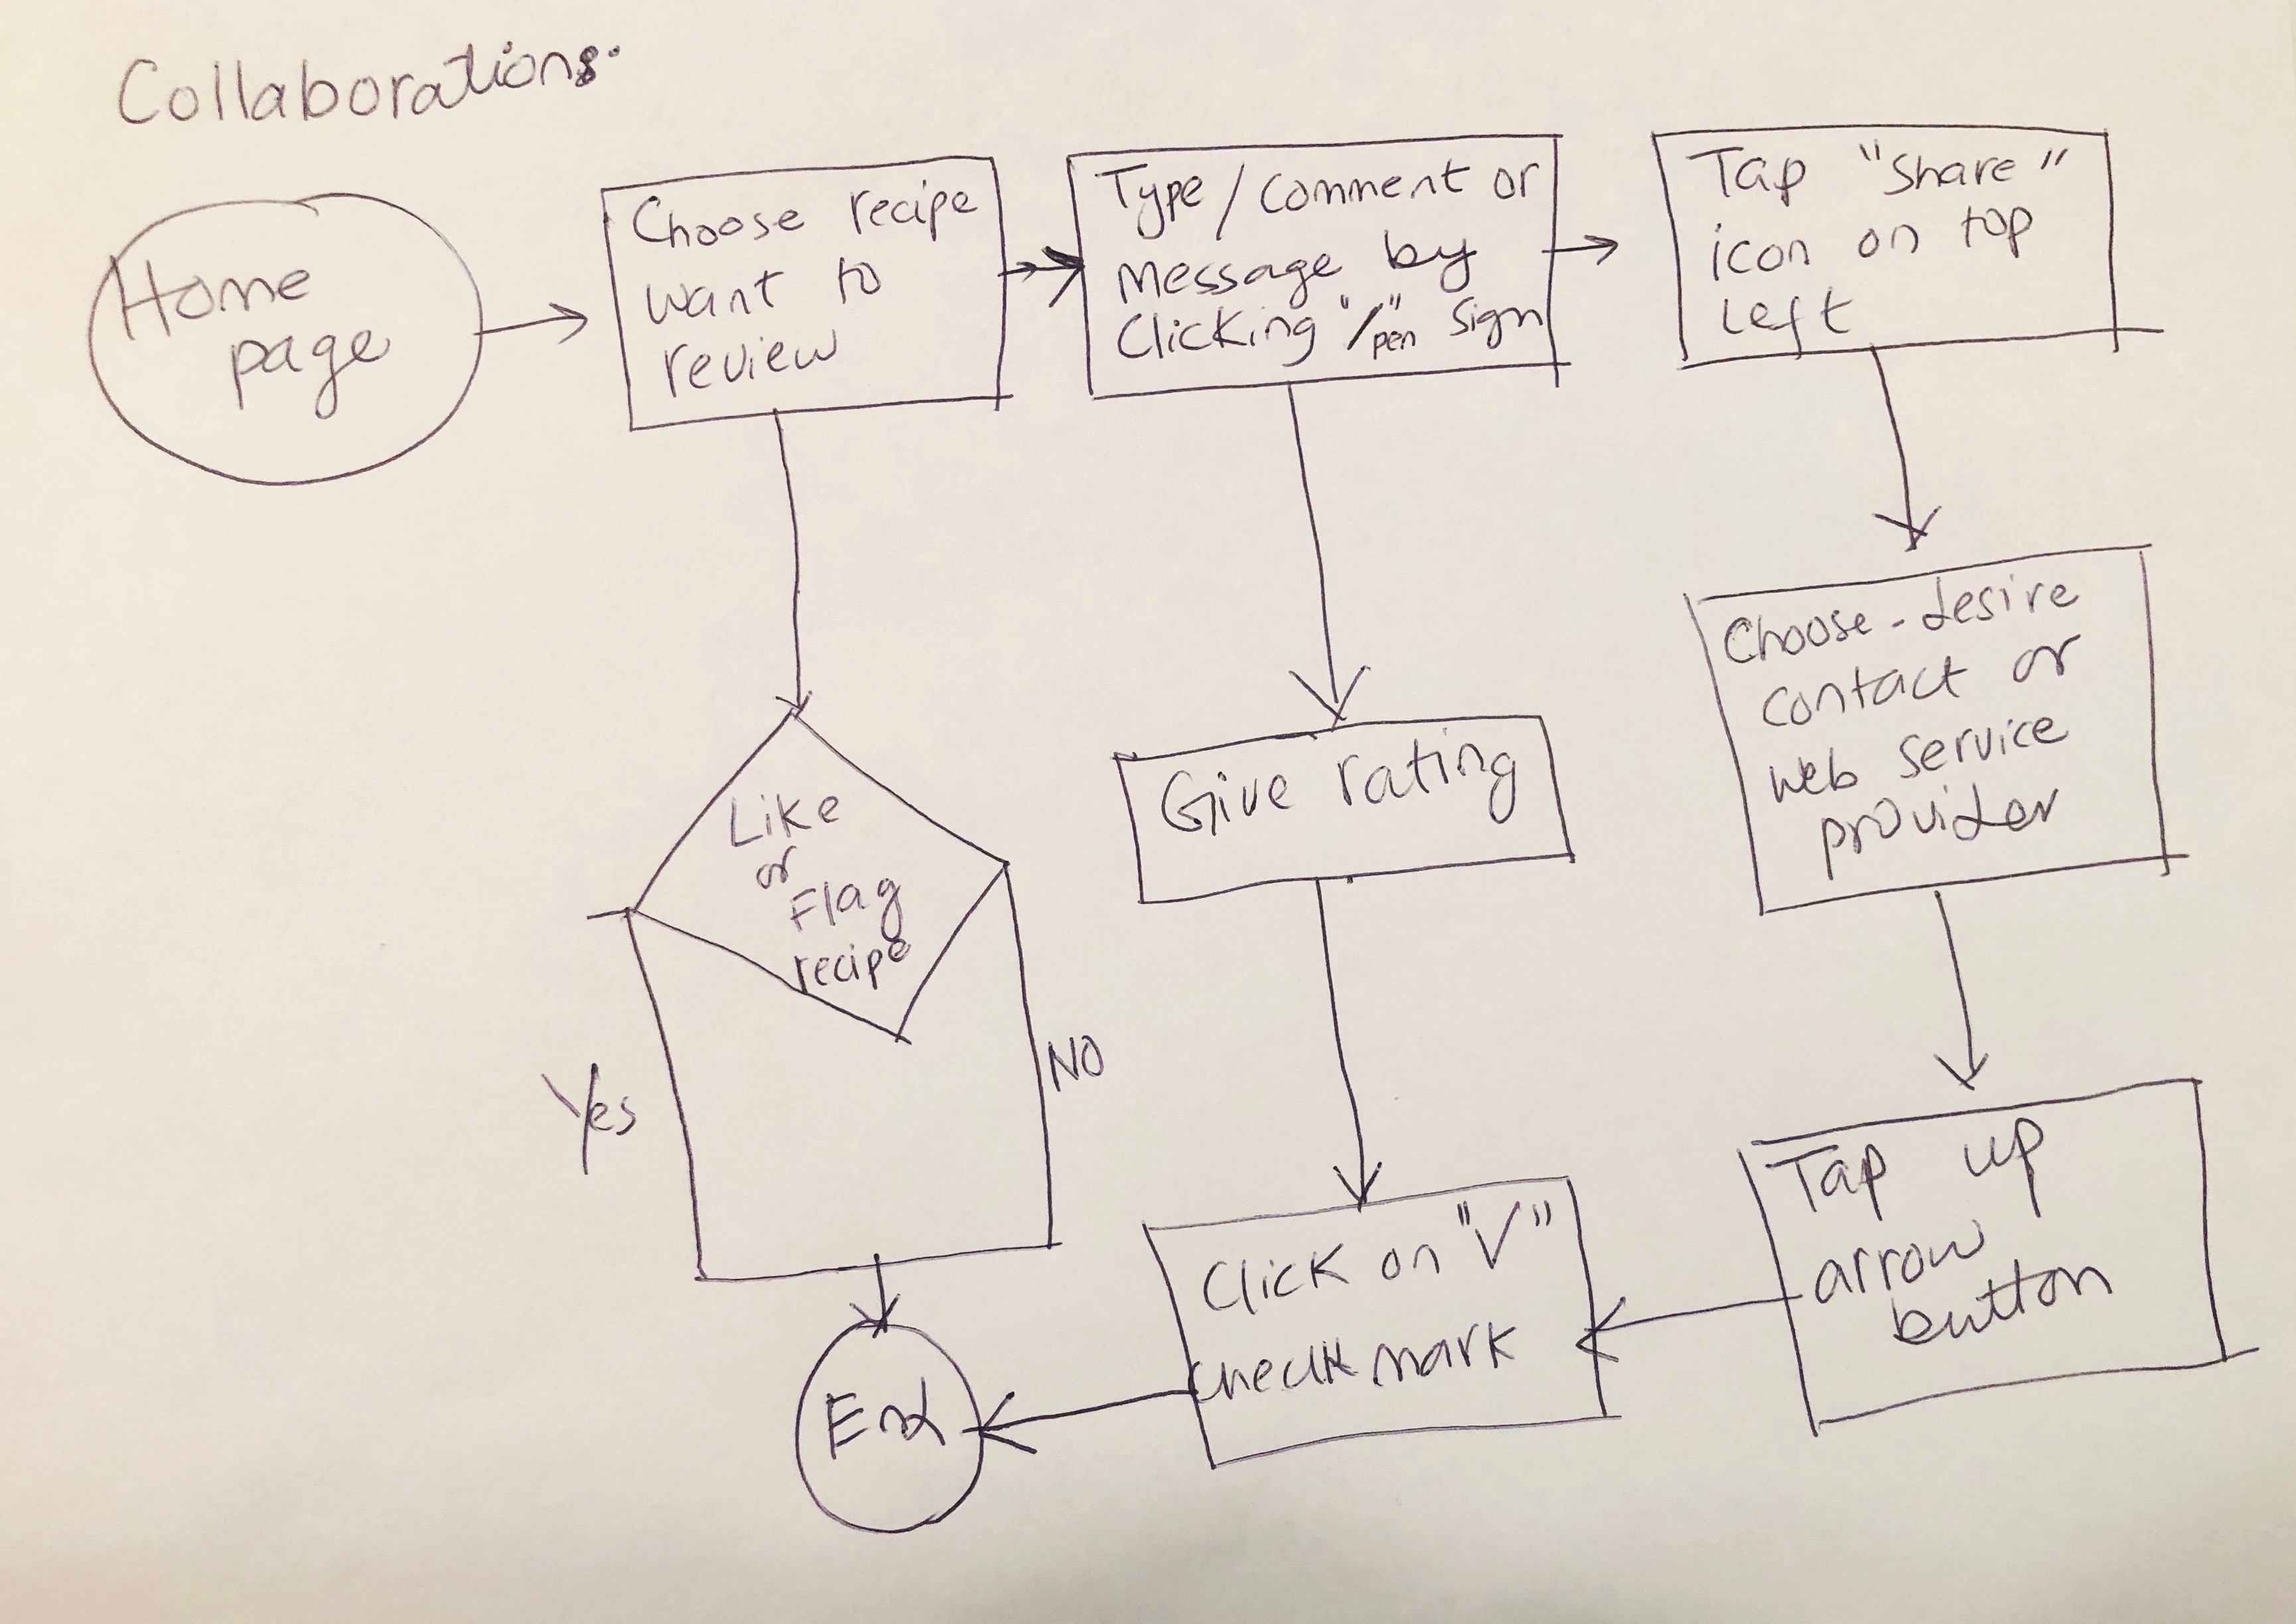 Collaborations.
Home
page
Choose recipe
want to
review
Type/comment or
Message by
Clicking "/" pen sign
Tap "share"
icon on top
left
Choose-desire
contact or
web service
provider
Like
or
Flag
recipe
Give rating
Yes
NO
Tap up
arrow
button
Click on "√"
check mark
End